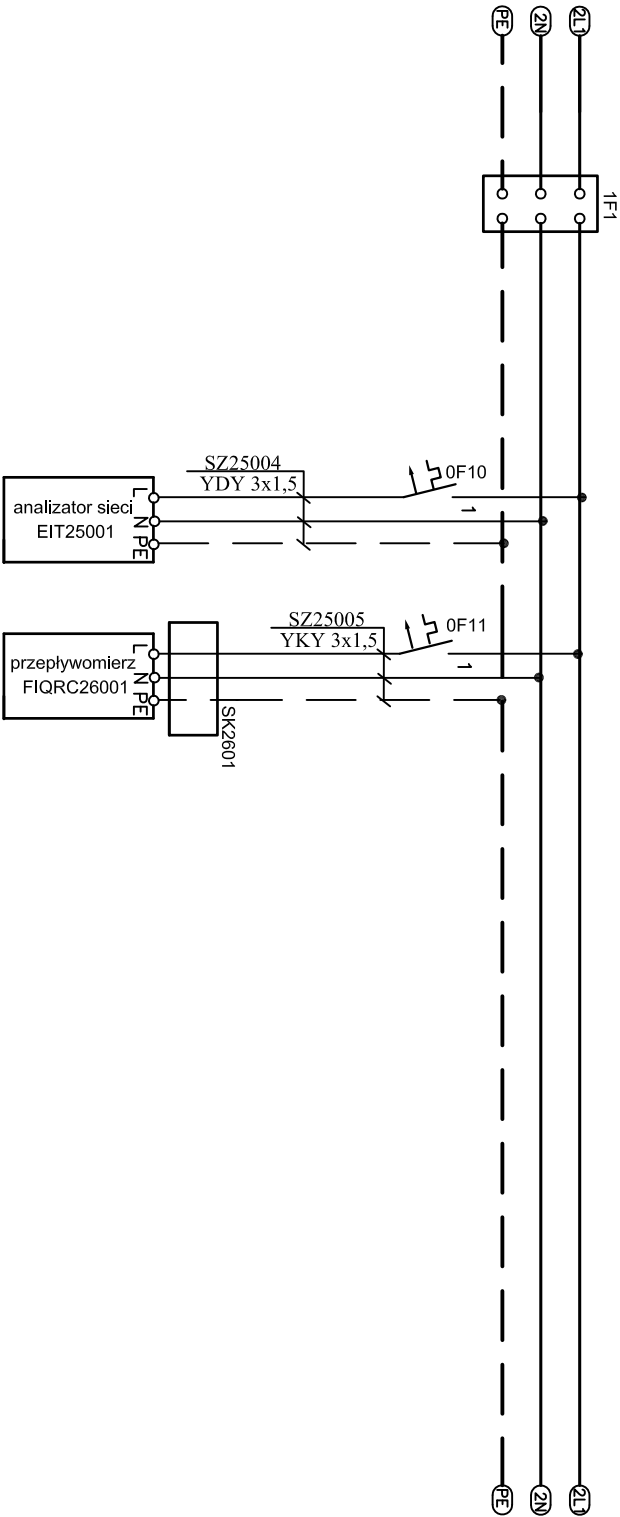 PE
2N
2L1
1F1
SZ25004
YDY 3x1,5
0F10
1
analizator sieci
EIT25001
L
N
PE
SZ25005
YKY 3x1,5
0F11
1
przepływomierz
FIQRC26001
L
N
PE
SK2601
PE
2N
2L1